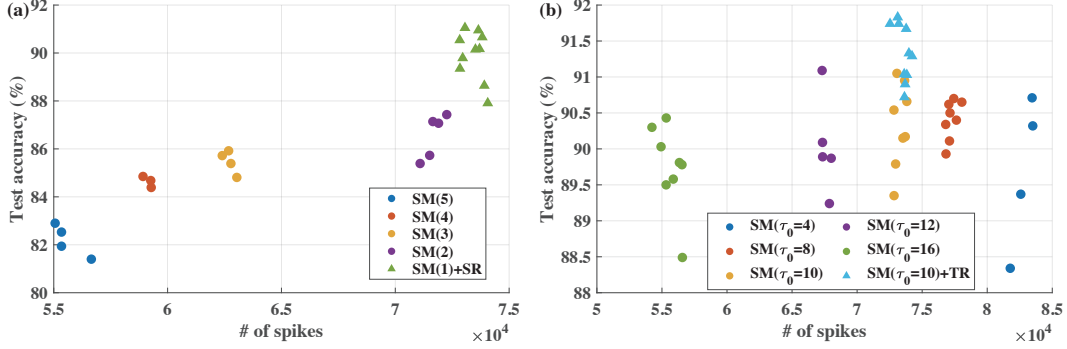 (a)
Test accuracy (%)
92
90
88
86
84
82
80
5.5
6
6.5
7
7.5
×10⁴
# of spikes
SM(5)
SM(4)
SM(3)
SM(2)
SM(1)+SR
(b)
Test accuracy (%)
92
91.5
91
90.5
90
89.5
89
88.5
88
5
5.5
6
6.5
7
7.5
8
8.5
×10⁴
# of spikes
SM(τ₀=4)
SM(τ₀=8)
SM(τ₀=10)
SM(τ₀=12)
SM(τ₀=16)
SM(τ₀=10)+TR